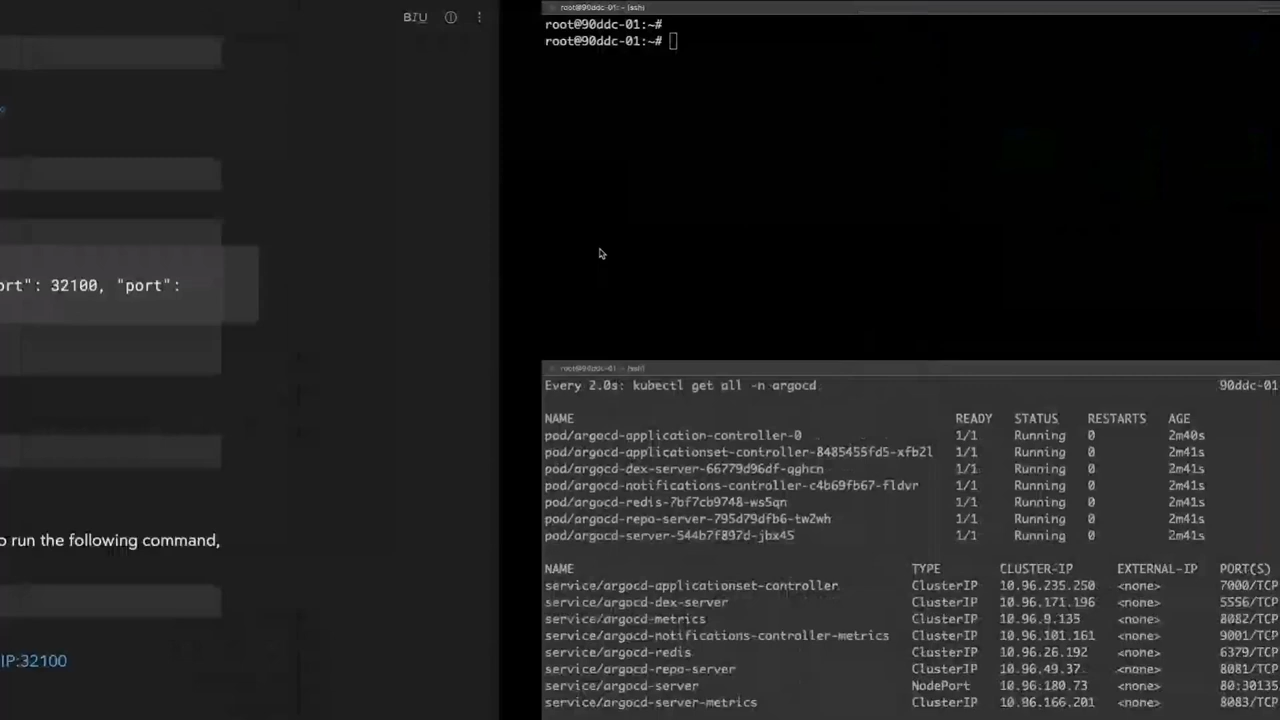 BIU
ort": 32100, "port":
o run the following command,
IP:32100
root@90ddc-01: ~ (ssh)
root@90ddc-01:~#
root@90ddc-01:~#
root@90ddc-01: ~ (ssh)
Every 2.0s: kubectl get all -n argocd 90ddc-01
NAME READY STATUS RESTARTS AGE
pod/argocd-application-controller-0 1/1 Running 0 2m40s
pod/argocd-applicationset-controller-8485455fd5-xfb2l 1/1 Running 0 2m41s
pod/argocd-dex-server-66779d96df-qghcn 1/1 Running 0 2m41s
pod/argocd-notifications-controller-c4b69fb67-fldvr 1/1 Running 0 2m41s
pod/argocd-redis-7bf7cb9748-ws5qn 1/1 Running 0 2m41s
pod/argocd-repo-server-795d79dfb6-tw2wh 1/1 Running 0 2m41s
pod/argocd-server-544b7f897d-jbx45 1/1 Running 0 2m41s
NAME TYPE CLUSTER-IP EXTERNAL-IP PORT(S)
service/argocd-applicationset-controller ClusterIP 10.96.235.250 <none> 7000/TCP
service/argocd-dex-server ClusterIP 10.96.171.196 <none> 5556/TCP
service/argocd-metrics ClusterIP 10.96.9.135 <none> 8082/TCP
service/argocd-notifications-controller-metrics ClusterIP 10.96.101.161 <none> 9001/TCP
service/argocd-redis ClusterIP 10.96.26.192 <none> 6379/TCP
service/argocd-repo-server ClusterIP 10.96.49.37 <none> 8081/TCP
service/argocd-server NodePort 10.96.180.73 <none> 80:30135
service/argocd-server-metrics ClusterIP 10.96.166.201 <none> 8083/TCP